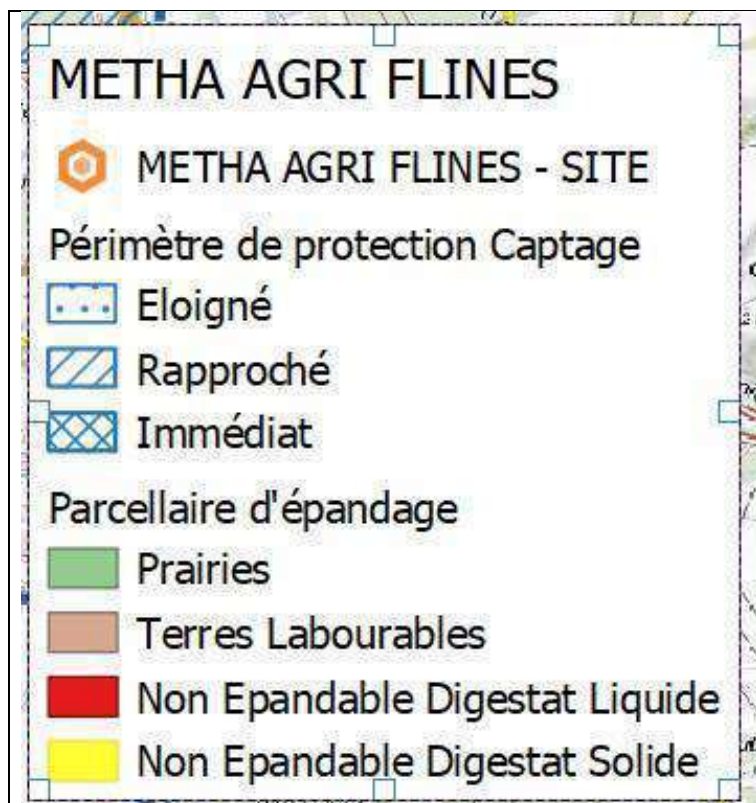 METHA AGRI FLINES
METHA AGRI FLINES - SITE
Périmètre de protection Captage
Eloigné
Rapproché
Immédiat
Parcellaire d'épandage
Prairies
Terres Labourables
Non Epandable Digestat Liquide
Non Epandable Digestat Solide